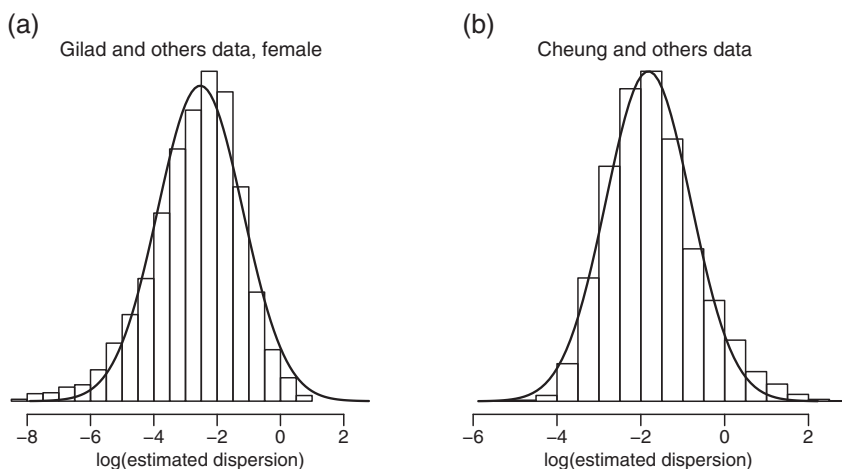 (a)
Gilad and others data, female
−8 −6 −4 −2 0 2
log(estimated dispersion)
(b)
Cheung and others data
−6 −4 −2 0 2
log(estimated dispersion)